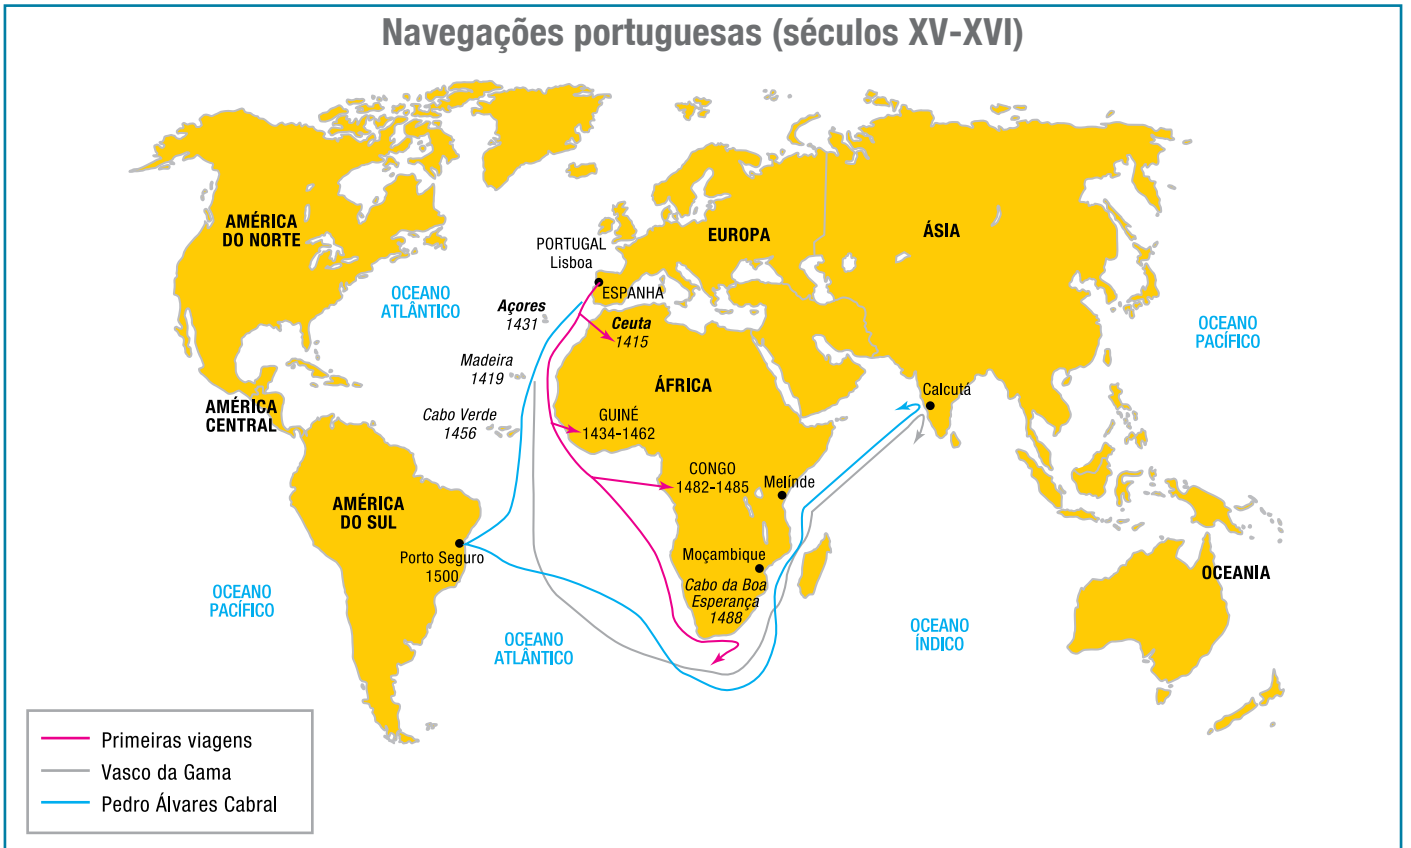 Navegações portuguesas (séculos XV-XVI)
AMÉRICA
DO NORTE
EUROPA
ÁSIA
PORTUGAL
Lisboa
ESPANHA
OCEANO
ATLÂNTICO
Açores
1431
Ceuta
1415
OCEANO
PACÍFICO
Madeira
1419
ÁFRICA
Calcutá
AMÉRICA
CENTRAL
Cabo Verde
1456
GUINÉ
1434-1462
CONGO
1482-1485
Melínde
AMÉRICA
DO SUL
Porto Seguro
1500
Moçambique
Cabo da Boa
Esperança
1488
OCEANIA
OCEANO
PACÍFICO
OCEANO
ATLÂNTICO
OCEANO
ÍNDICO
Primeiras viagens
Vasco da Gama
Pedro Álvares Cabral